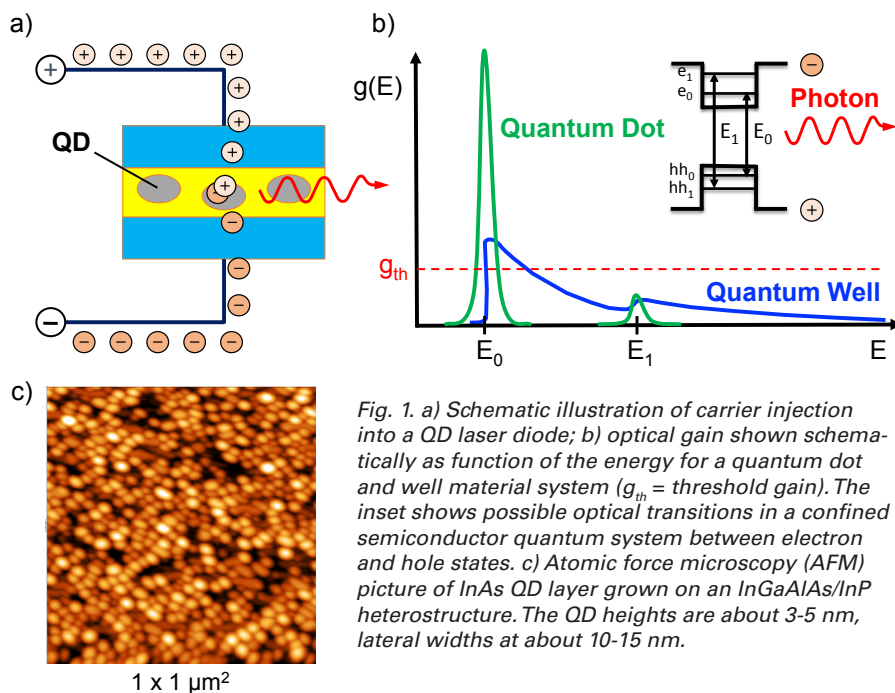 a)
+ + + + +
+
+
+
+
QD
+
−
−
−
−
−
− − − − −
b)
g(E)
Quantum Dot
e₁
e₀
−
Photon
E₁ E₀
hh₀
hh₁
+
gth
Quantum Well
E₀ E₁ E
c)
1 x 1 µm²
Fig. 1. a) Schematic illustration of carrier injection
into a QD laser diode; b) optical gain shown schema-
tically as function of the energy for a quantum dot
and well material system (gth = threshold gain). The
inset shows possible optical transitions in a confined
semiconductor quantum system between electron
and hole states. c) Atomic force microscopy (AFM)
picture of InAs QD layer grown on an InGaAlAs/InP
heterostructure. The QD heights are about 3-5 nm,
lateral widths at about 10-15 nm.